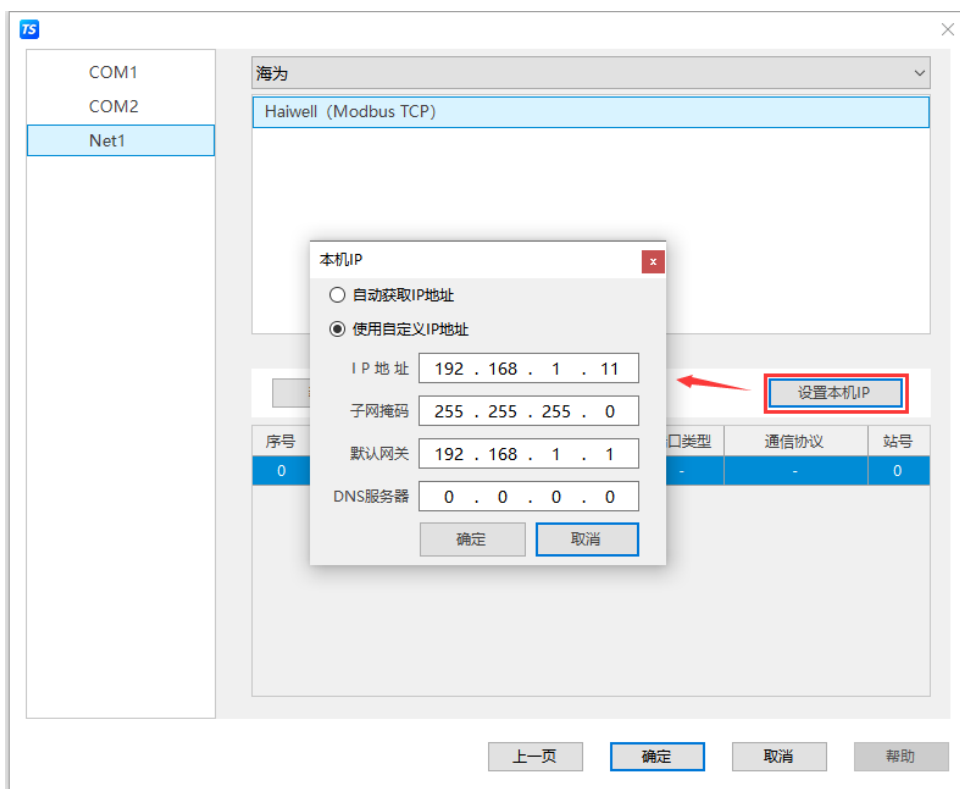 TS
COM1
COM2
Net1
海为
Haiwell（Modbus TCP）
本机IP
x
自动获取IP地址
使用自定义IP地址
IP地址 192 . 168 . 1 . 11
子网掩码 255 . 255 . 255 . 0
默认网关 192 . 168 . 1 . 1
DNS服务器 0 . 0 . 0 . 0
确定 取消
设置本机IP
序号 口类型 通信协议 站号
0 - - 0
上一页 确定 取消 帮助